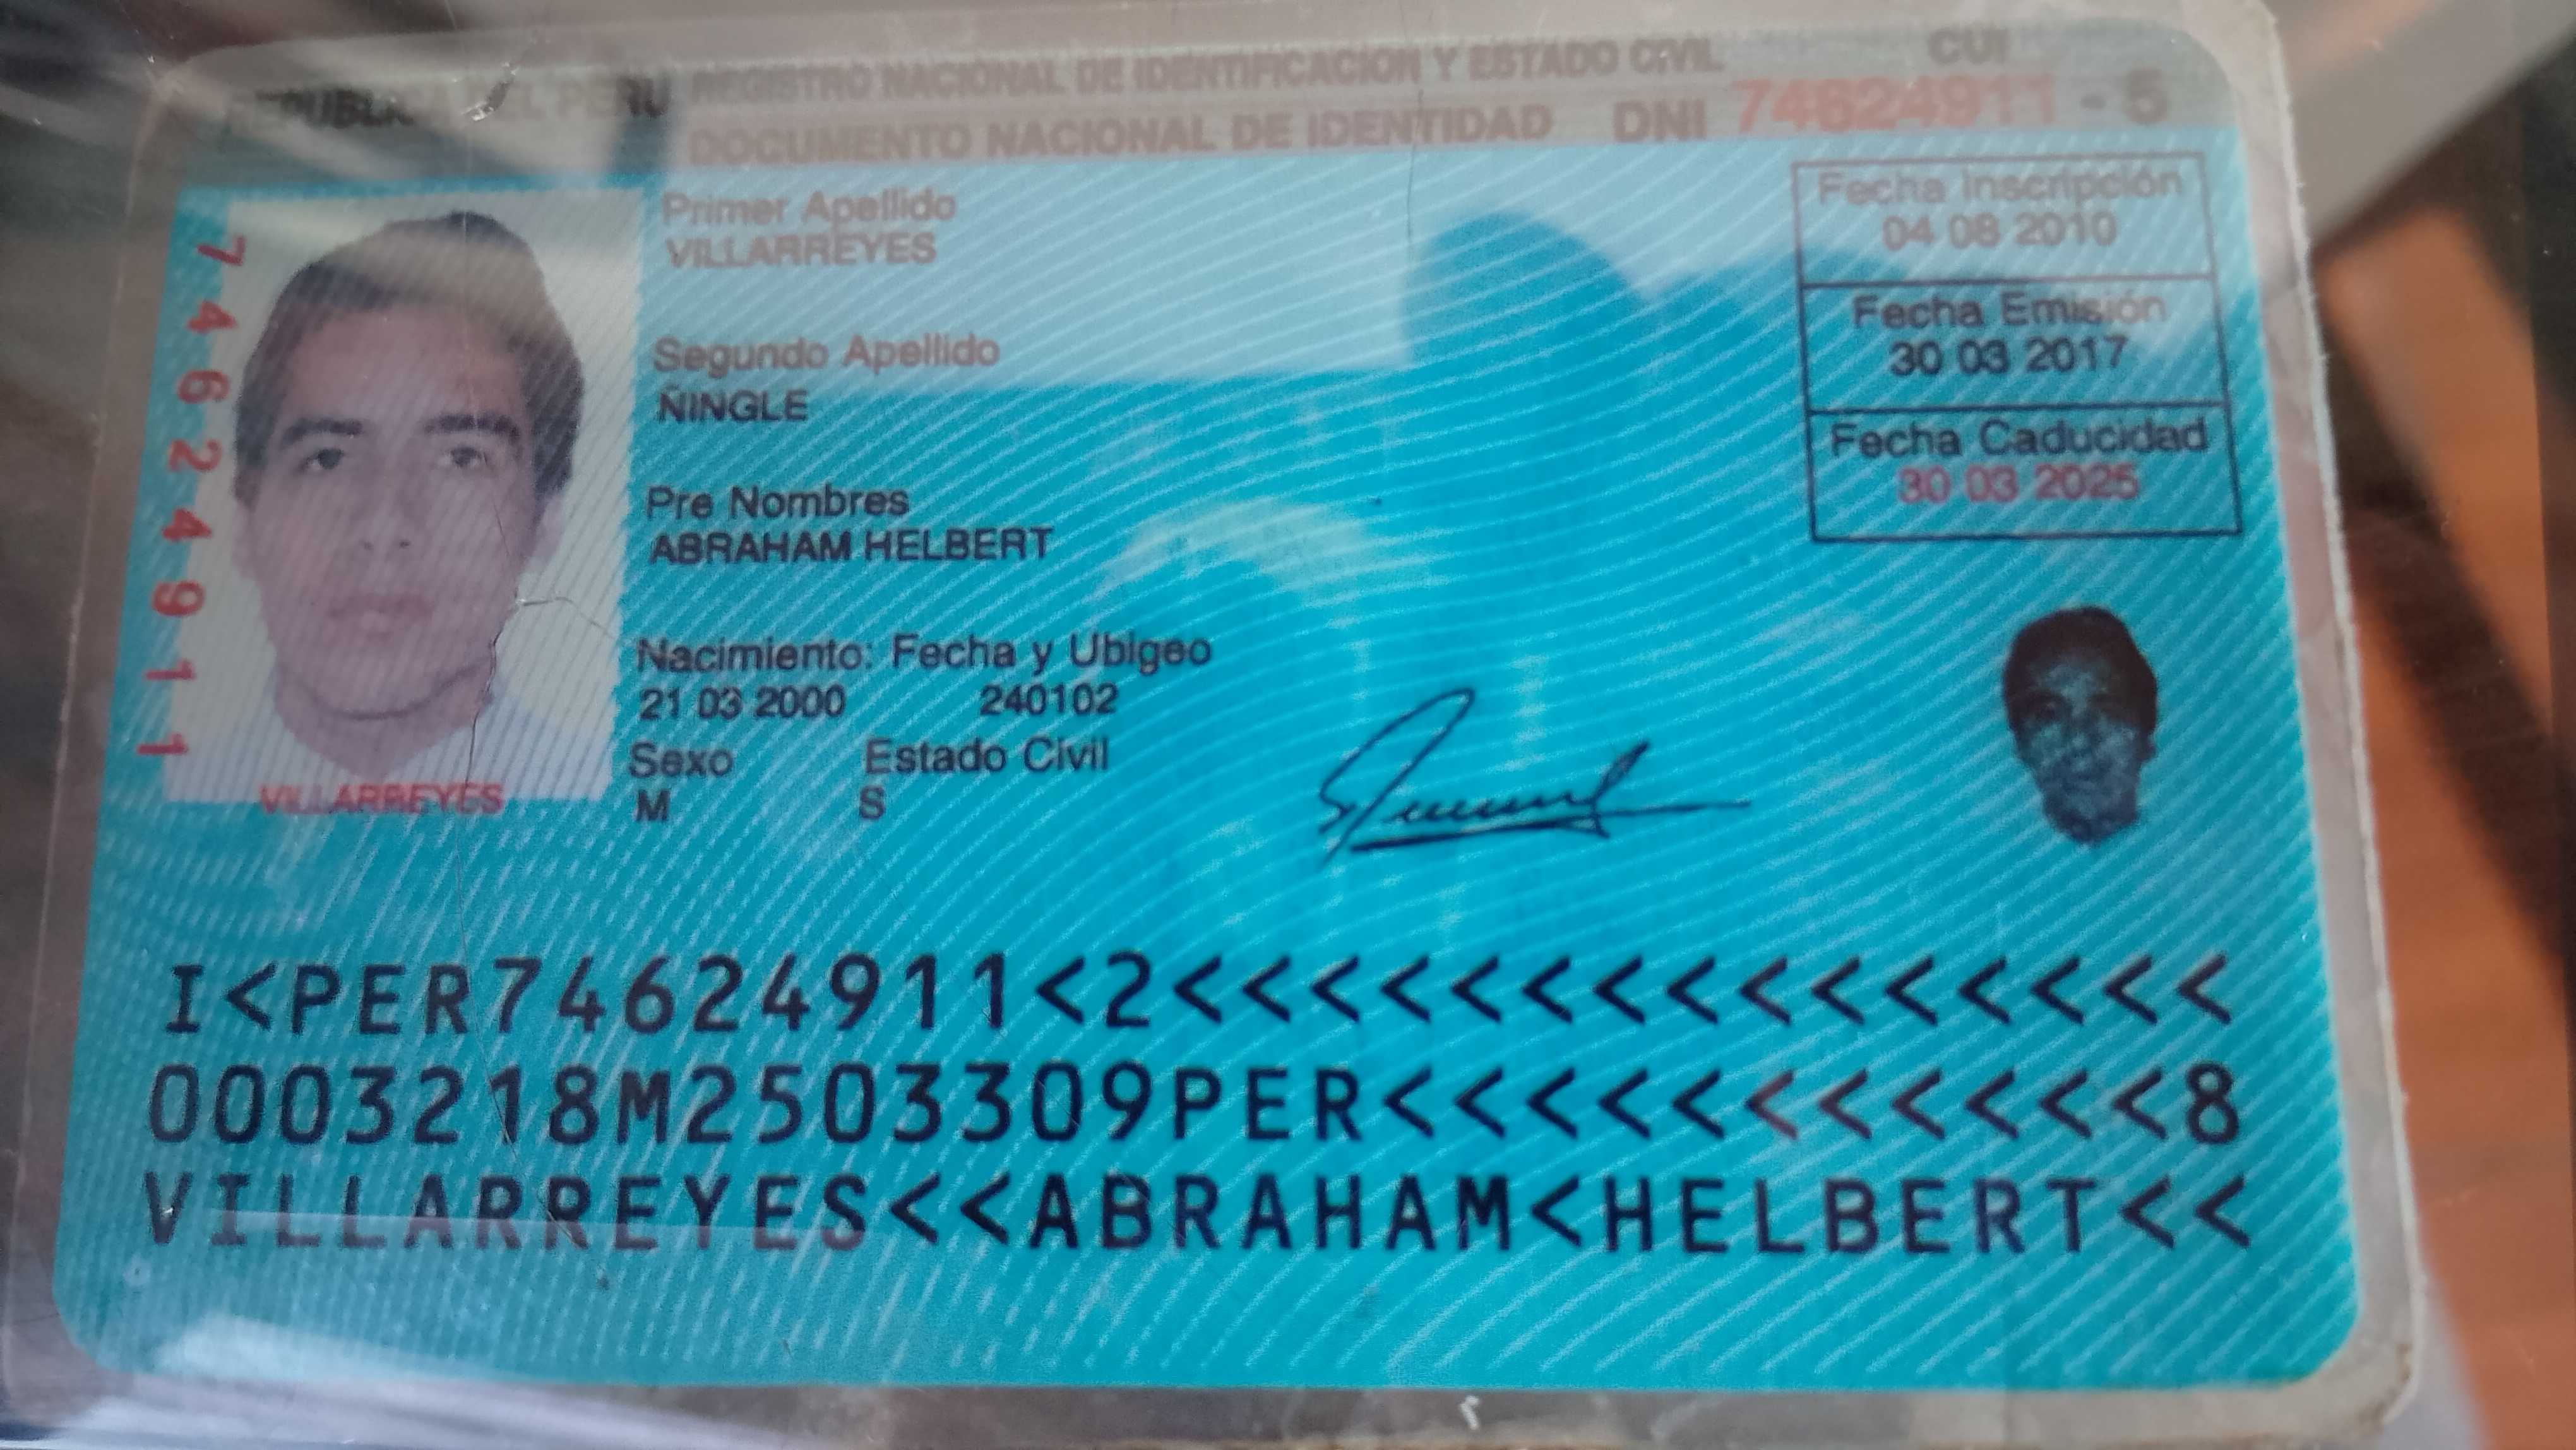 REPUBLICA DEL PERU
REGISTRO NACIONAL DE IDENTIFICACION Y ESTADO CIVIL
CUI
DOCUMENTO NACIONAL DE IDENTIDAD DNI 74624911 - 5
Primer Apellido
VILLARREYES
Segundo Apellido
ÑINGLE
Pre Nombres
ABRAHAM HELBERT
Nacimiento: Fecha y Ubigeo
21 03 2000 240102
Sexo Estado Civil
M S
Fecha Inscripción
04 08 2010
Fecha Emisión
30 03 2017
Fecha Caducidad
30 03 2025
74624911
VILLARREYES
I<PER74624911<2<<<<<<<<<<<<<<<<
0003218M2503309PER<<<<<<<<<<<<8
VILLARREYES<<ABRAHAM<HELBERT<<